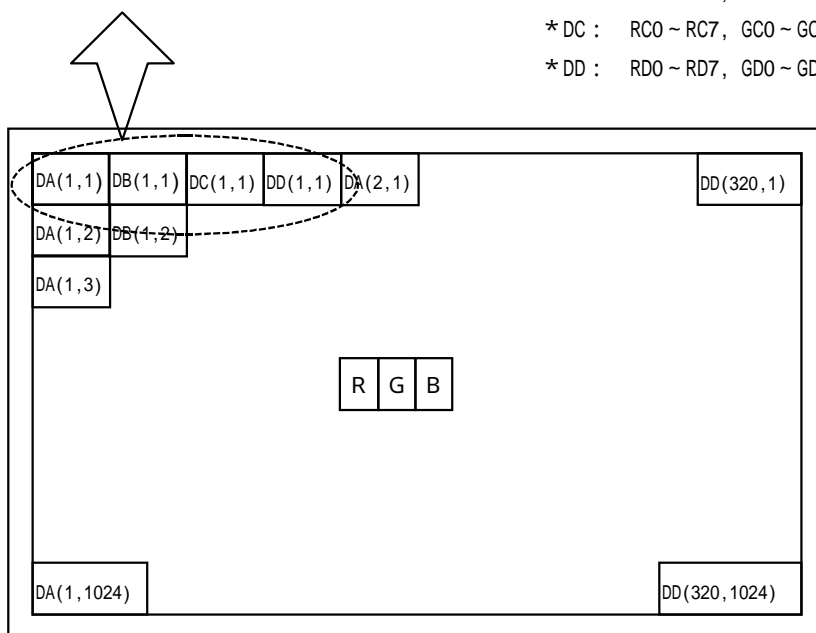 *DC : RC0~RC7, GC0~GC
*DD : RD0~RD7, GD0~GD
DA(1,1) DB(1,1) DC(1,1) DD(1,1) DA(2,1) DD(320,1)
DA(1,2) DB(1,2)
DA(1,3)
R G B
DA(1,1024) DD(320,1024)